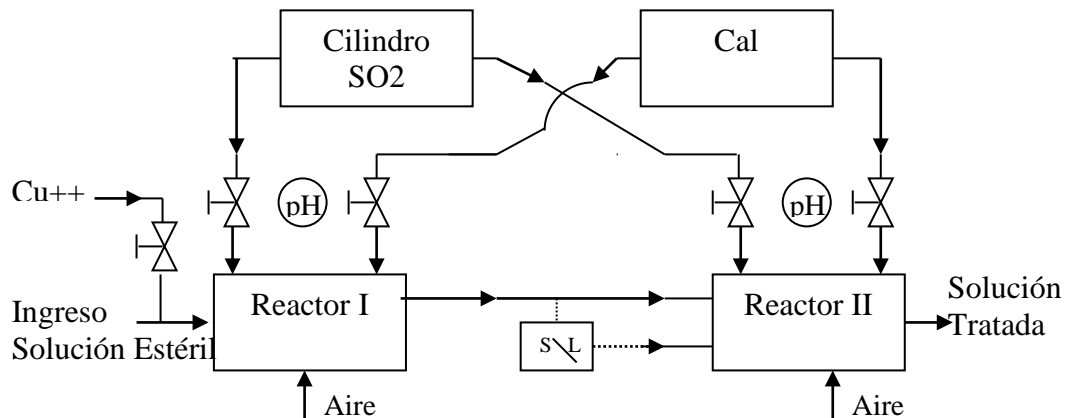 Cilindro
SO2
Cal
Cu++
pH
pH
Reactor I
Reactor II
Ingreso
Solución Estéril
S L
Solución
Tratada
Aire
Aire